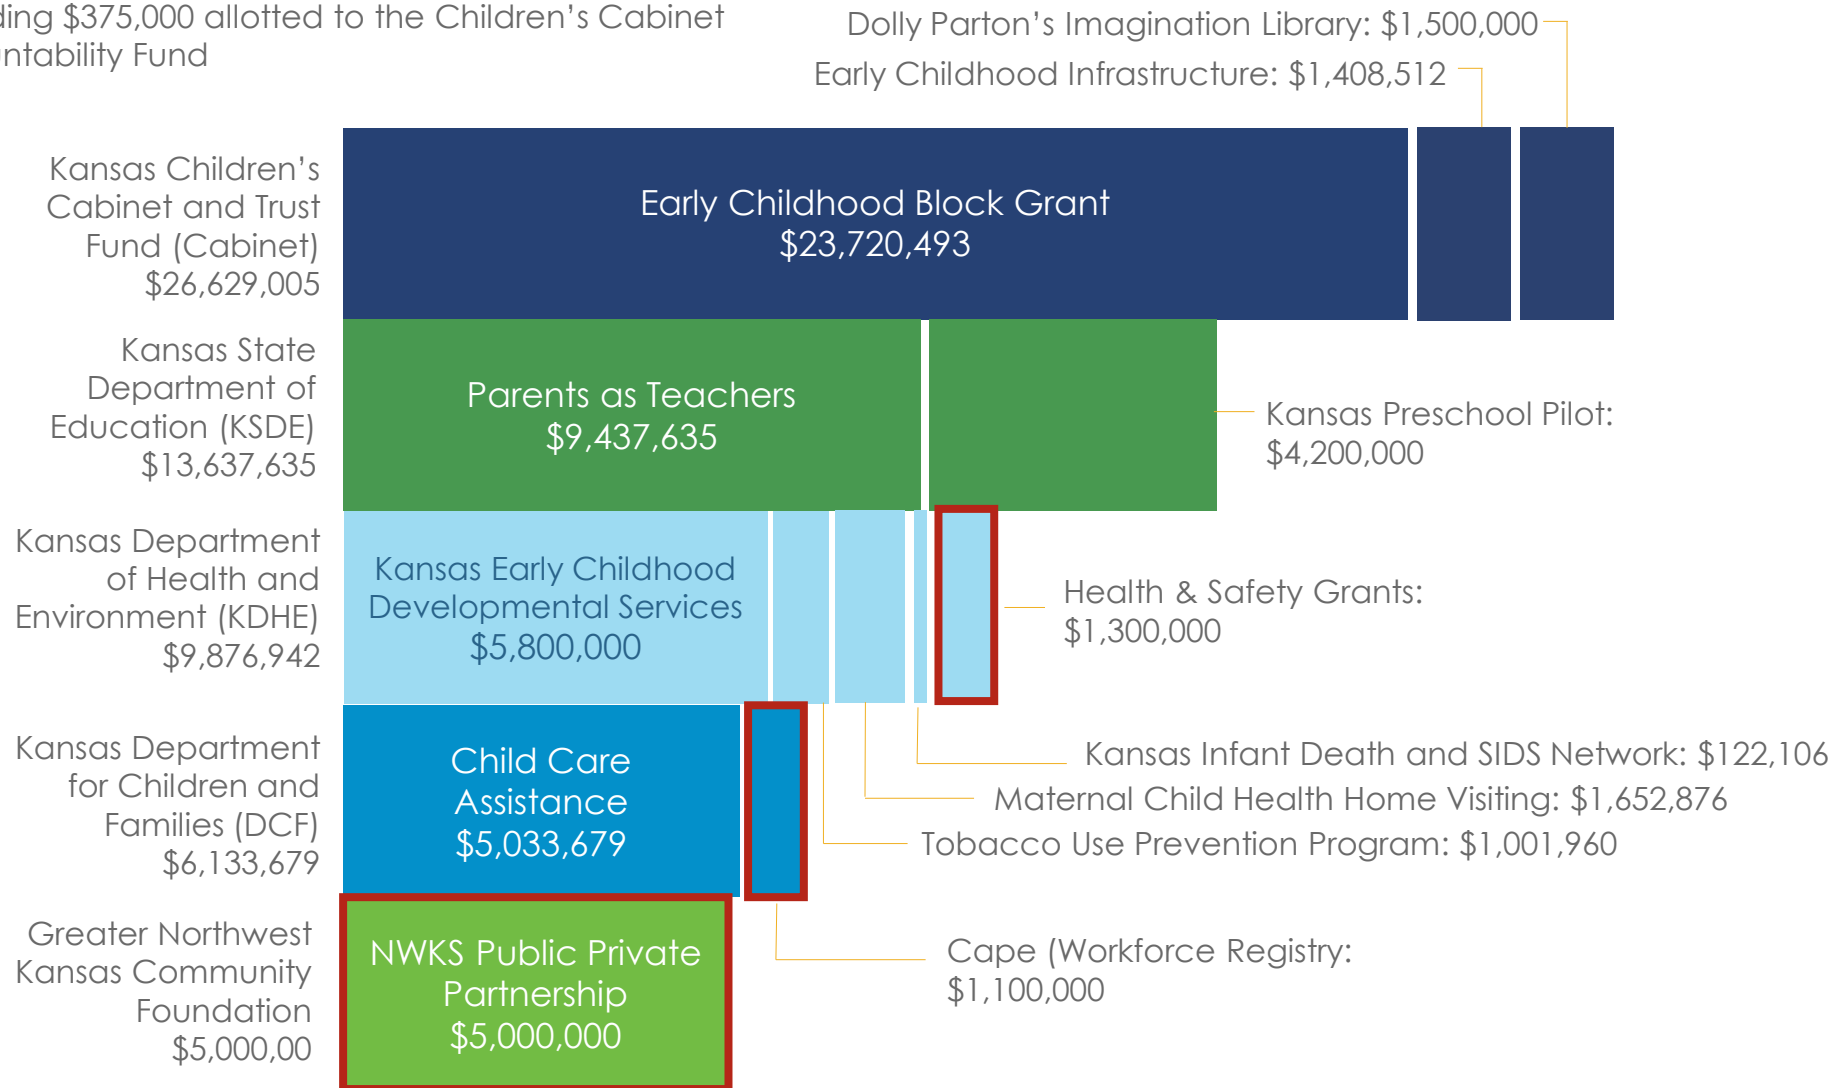 $375,000 allotted to the Children's Cabinet
Fund
Dolly Parton's Imagination Library: $1,500,000
Early Childhood Infrastructure: $1,408,512
Kansas Children's
Cabinet and Trust
Fund (Cabinet)
$26,629,005
Early Childhood Block Grant
$23,720,493
Kansas State
Department of
Education (KSDE)
$13,637,635
Parents as Teachers
$9,437,635
Kansas Preschool Pilot:
$4,200,000
Kansas Department
of Health and
Environment (KDHE)
$9,876,942
Kansas Early Childhood
Developmental Services
$5,800,000
Health & Safety Grants:
$1,300,000
Kansas Department
for Children and
Families (DCF)
$6,133,679
Child Care
Assistance
$5,033,679
Kansas Infant Death and SIDS Network: $122,106
Maternal Child Health Home Visiting: $1,652,876
Tobacco Use Prevention Program: $1,001,960
Greater Northwest
Kansas Community
Foundation
$5,000,00
NWKS Public Private
Partnership
$5,000,000
Cape (Workforce Registry:
$1,100,000